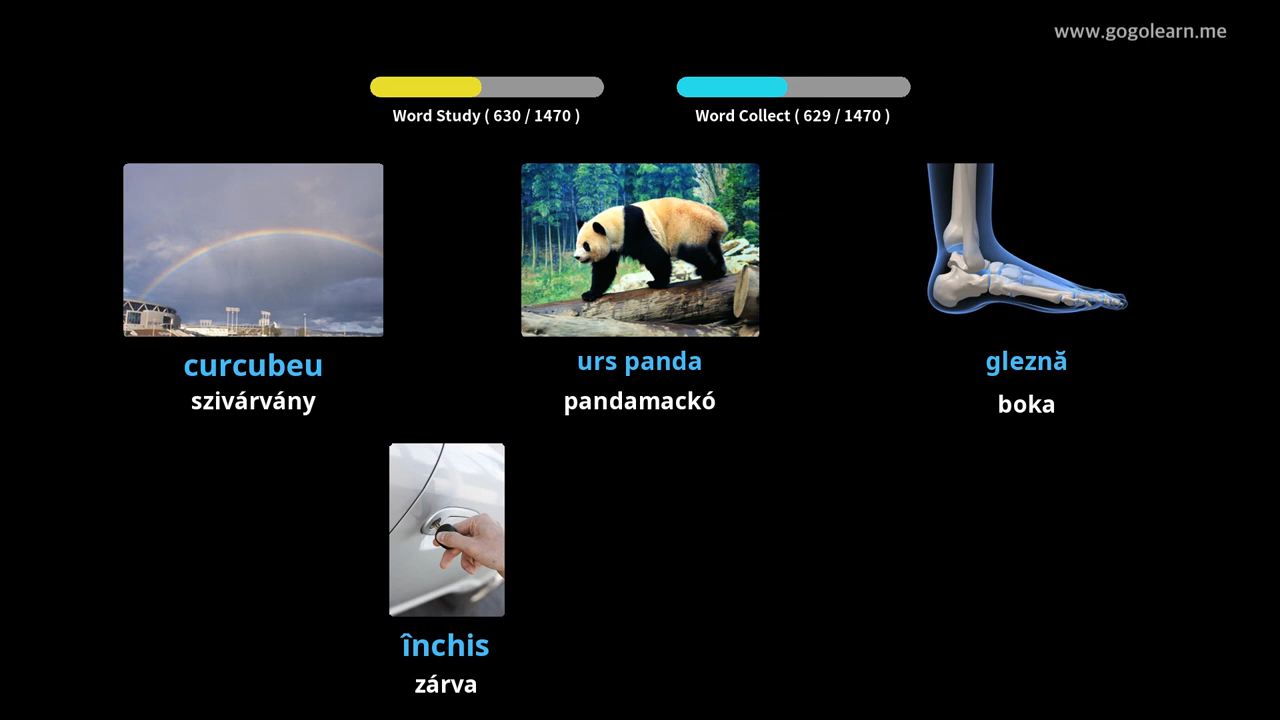 www.gogolearn.me
Word Study ( 630 / 1470 )
Word Collect ( 629 / 1470 )
curcubeu
szivárvány
urs panda
pandamackó
gleznă
boka
închis
zárva